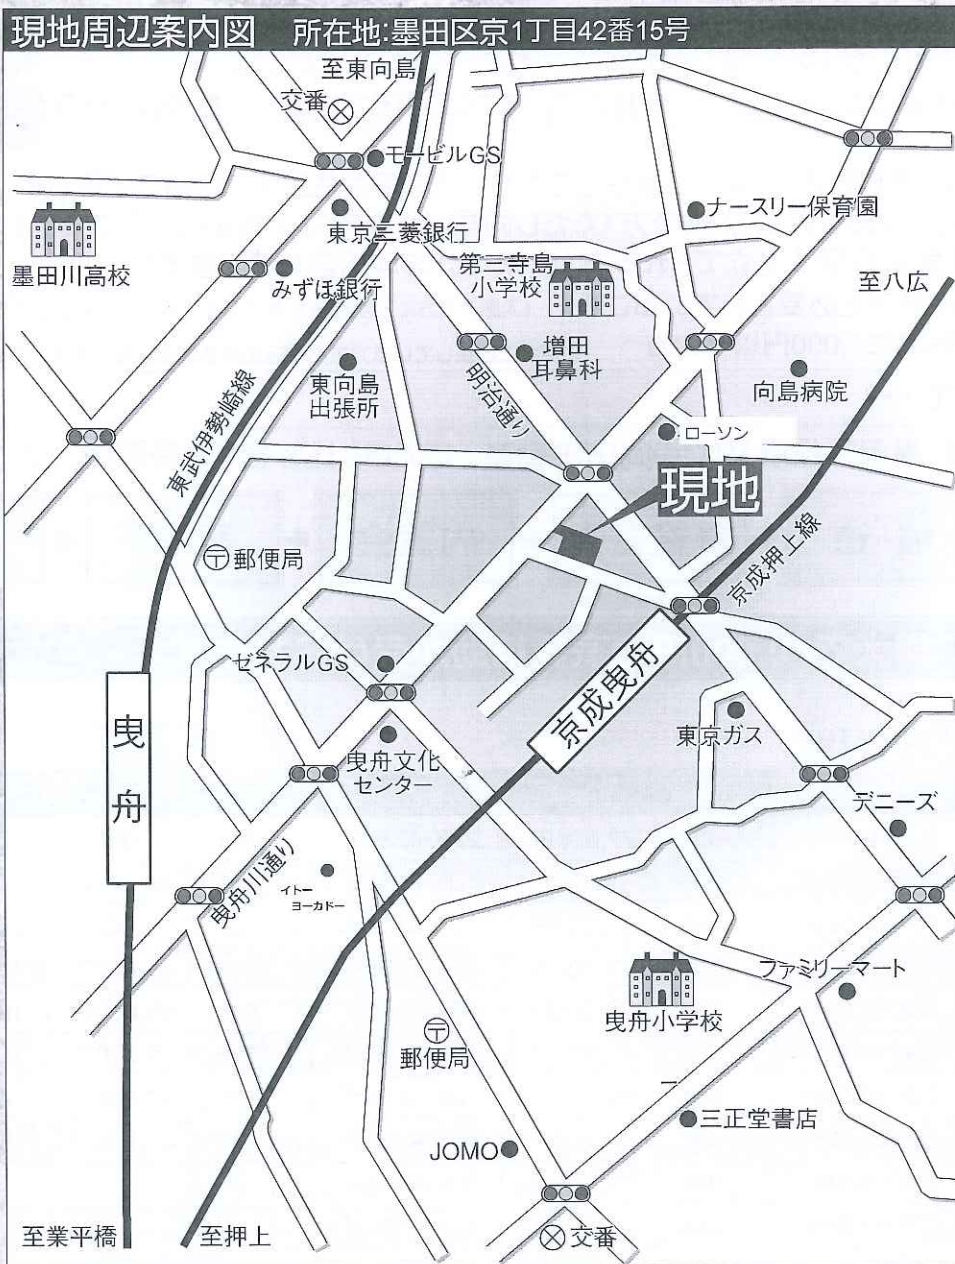 現地周辺案内図 所在地:墨田区京1丁目42番15号
至東向島
交番
モービルGS
東京三菱銀行
墨田川高校
みずほ銀行
ナースリー保育園
第三寺島
小学校
至八広
増田
耳鼻科
東向島
出張所
明治通り
向島病院
東武伊勢崎線
ローソン
現地
〒郵便局
京成押上線
ゼネラルGS
曳舟
京成曳舟
東京ガス
曳舟文化
センター
デニーズ
イトー
ヨーカドー
曳舟川通り
ファミリーマート
曳舟小学校
〒
郵便局
三正堂書店
JOMO
至業平橋
至押上
交番